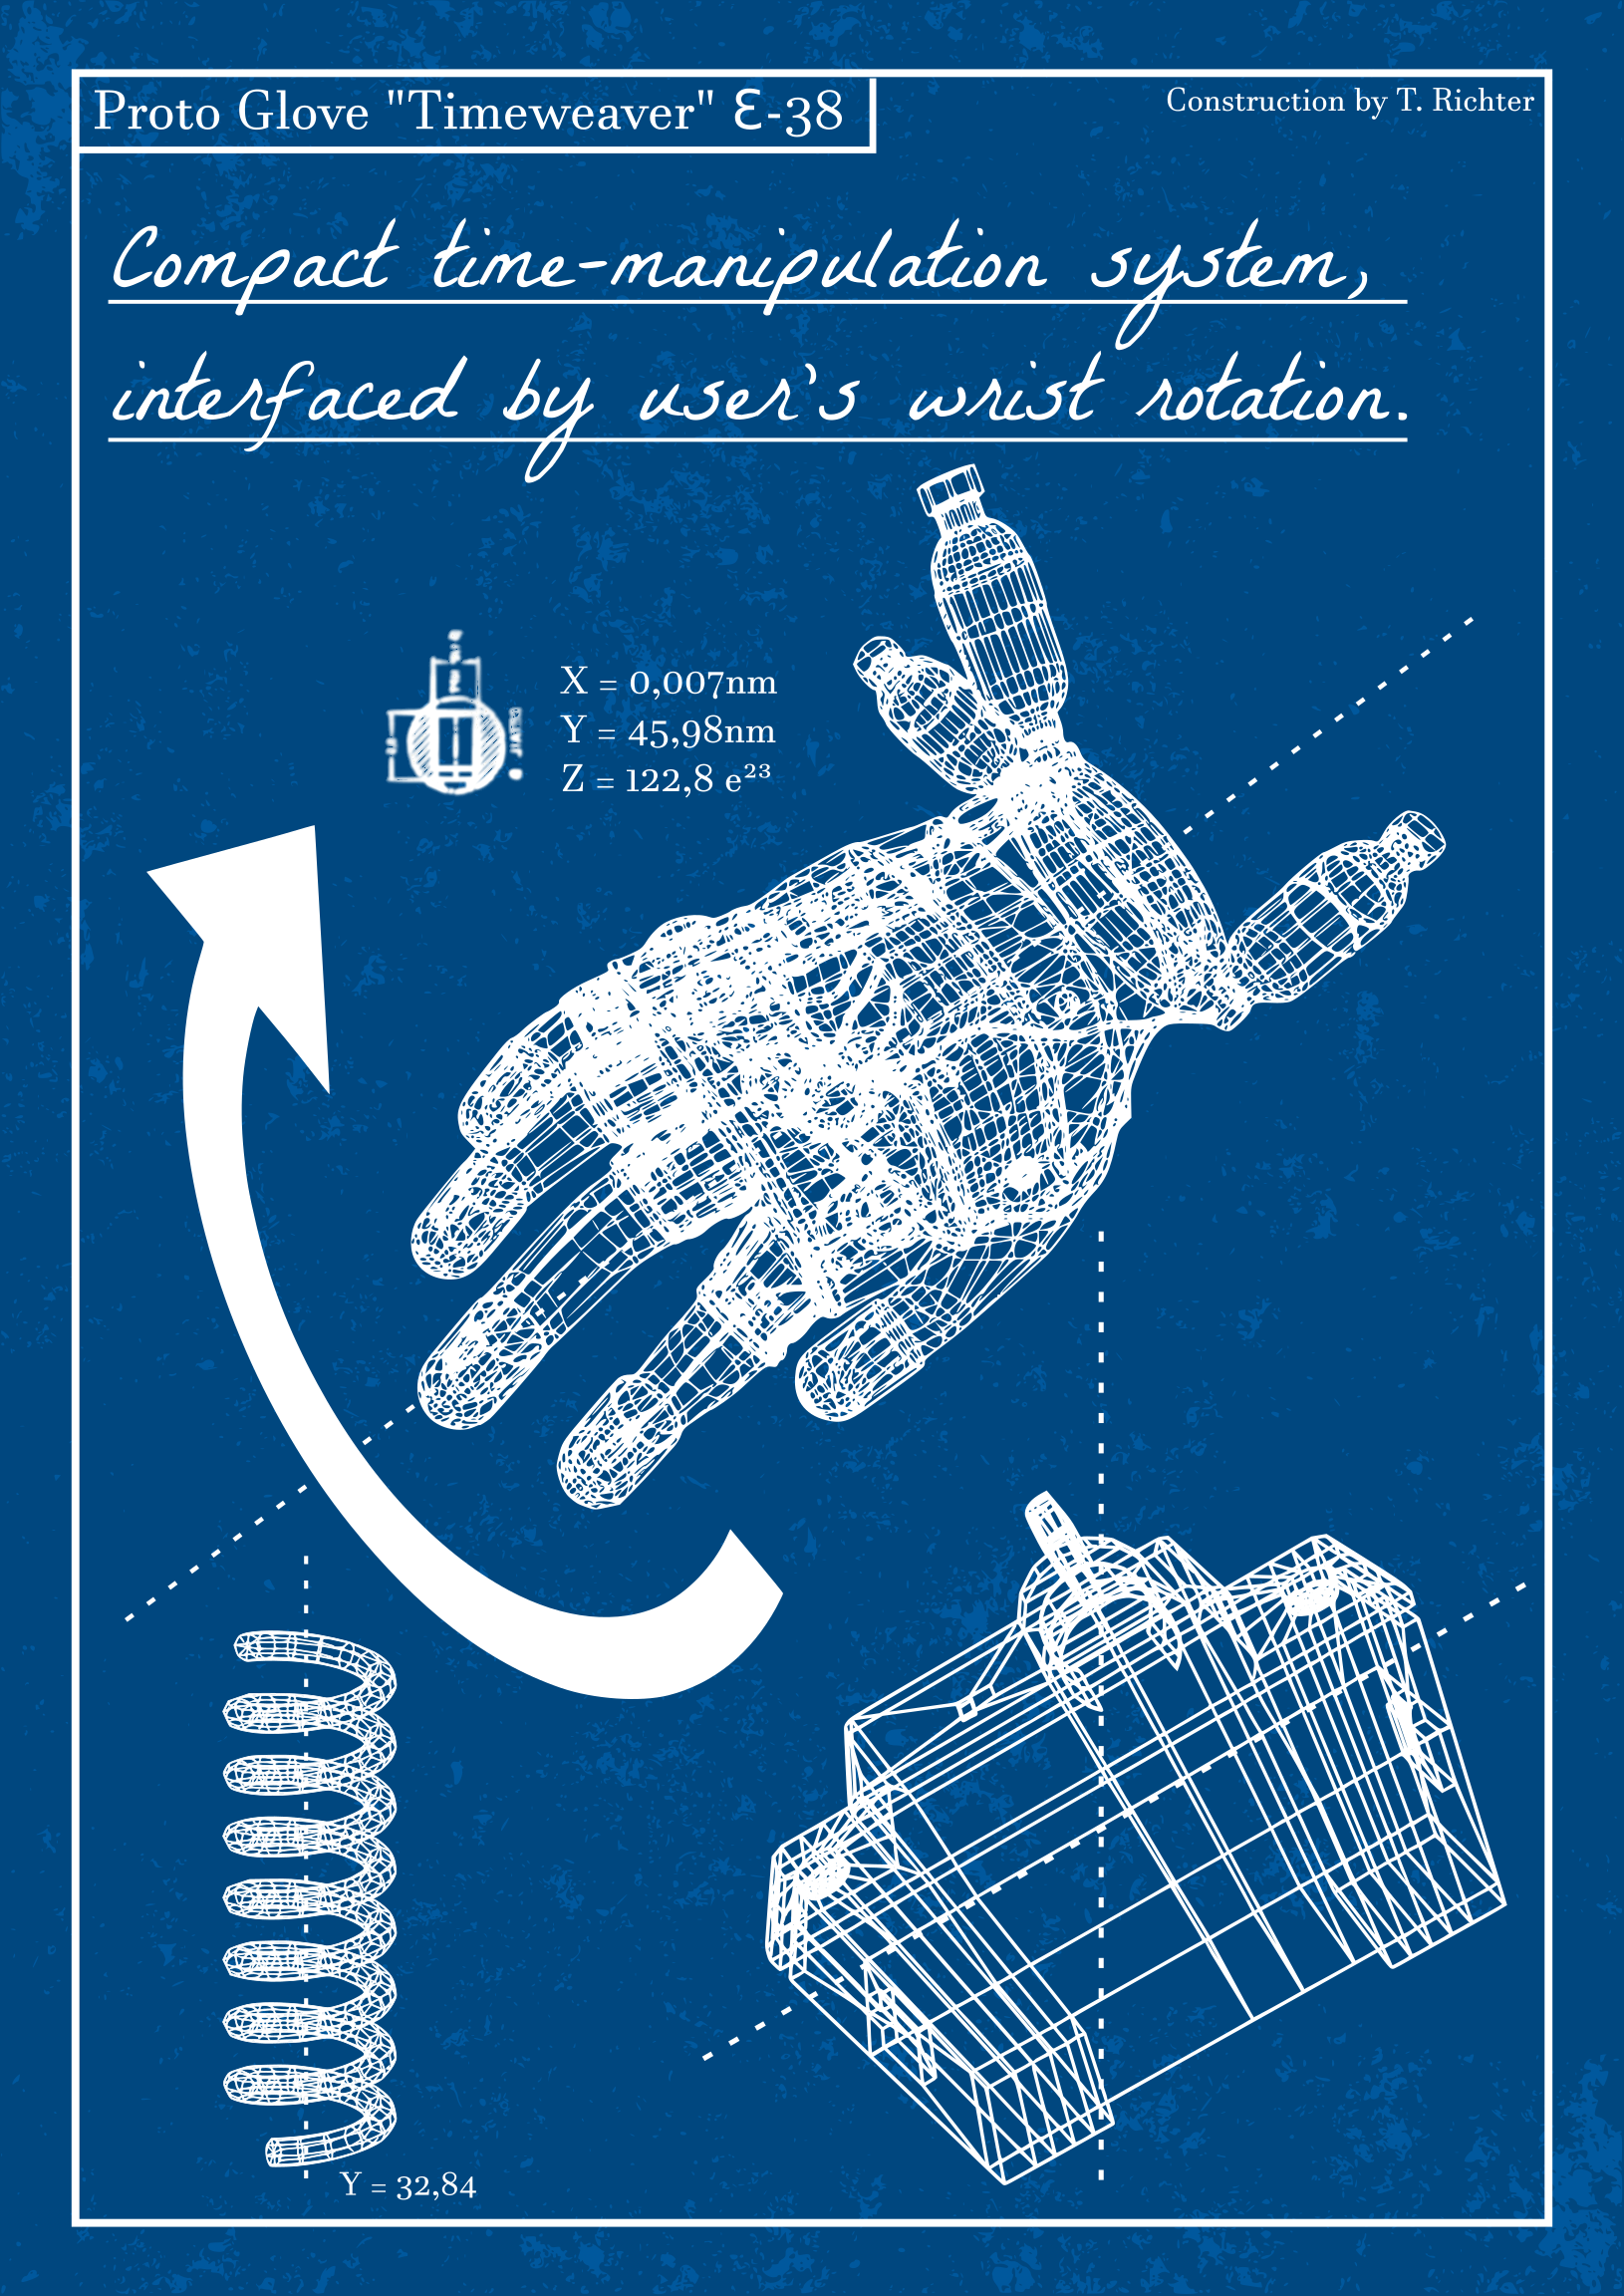 Proto Glove "Timeweaver" Ɛ-38
Construction by T. Richter
Compact time-manipulation system,
interfaced by user's wrist rotation.
X = 0,007nm
Y = 45,98nm
Z = 122,8 e²³
Y = 32,84